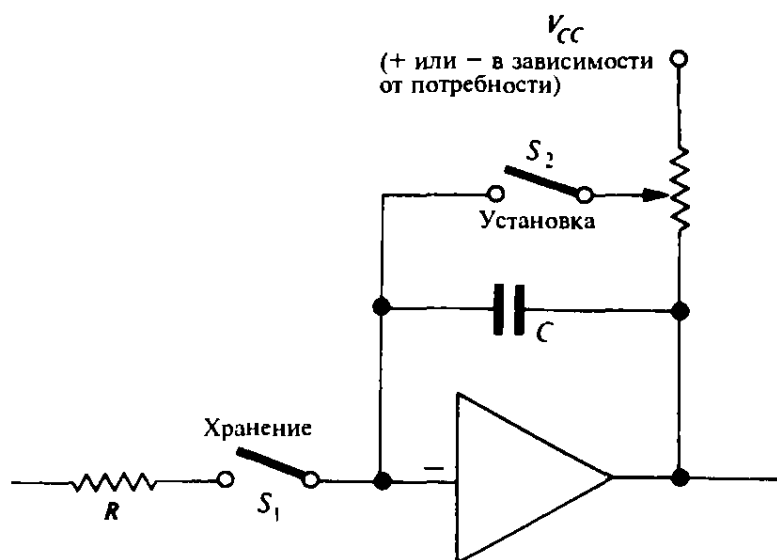 V_CC
(+ или − в зависимости
от потребности)
S_2
Установка
C
Хранение
S_1
R
−